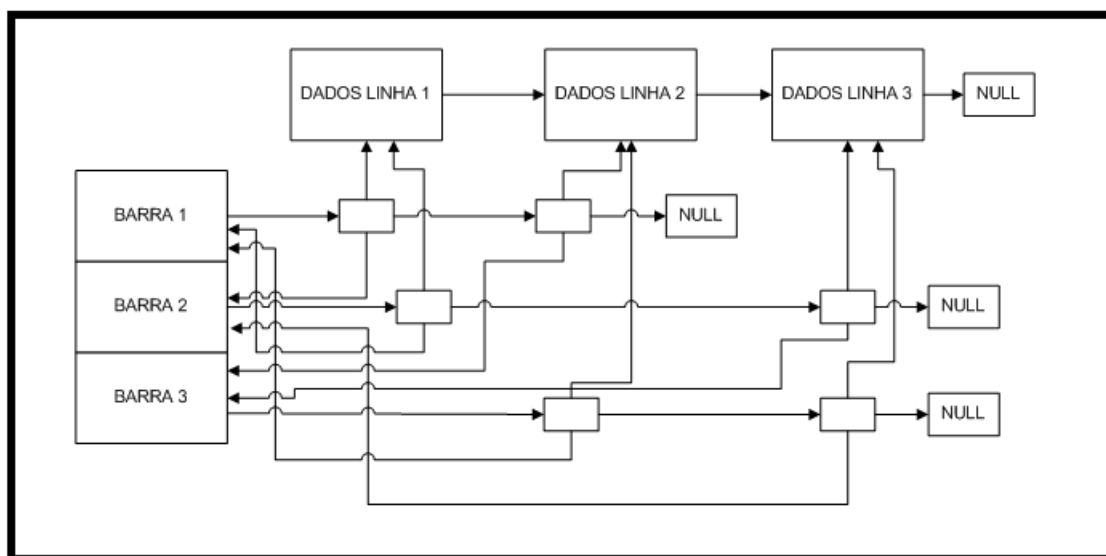 DADOS LINHA 1
DADOS LINHA 2
DADOS LINHA 3
NULL
BARRA 1
NULL
BARRA 2
NULL
BARRA 3
NULL